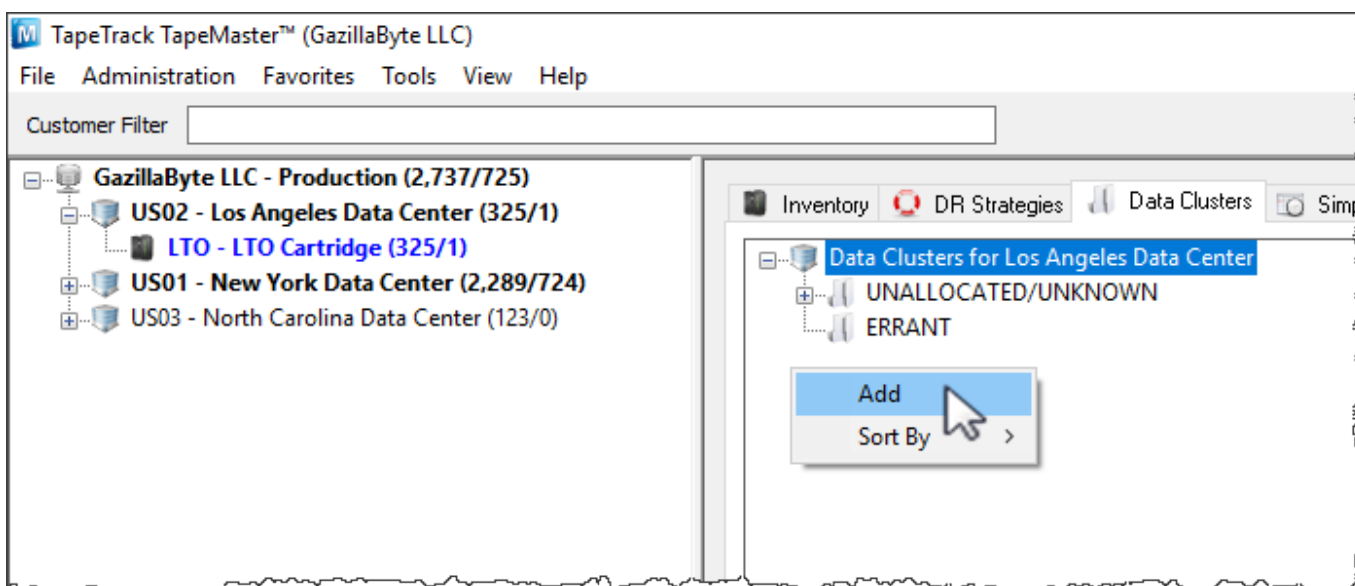 TapeTrack TapeMaster™ (GazillaByte LLC)
File Administration Favorites Tools View Help
Customer Filter
GazillaByte LLC - Production (2,737/725)
US02 - Los Angeles Data Center (325/1)
LTO - LTO Cartridge (325/1)
US01 - New York Data Center (2,289/724)
US03 - North Carolina Data Center (123/0)
Inventory DR Strategies Data Clusters
Data Clusters for Los Angeles Data Center
UNALLOCATED/UNKNOWN
ERRANT
Add
Sort By